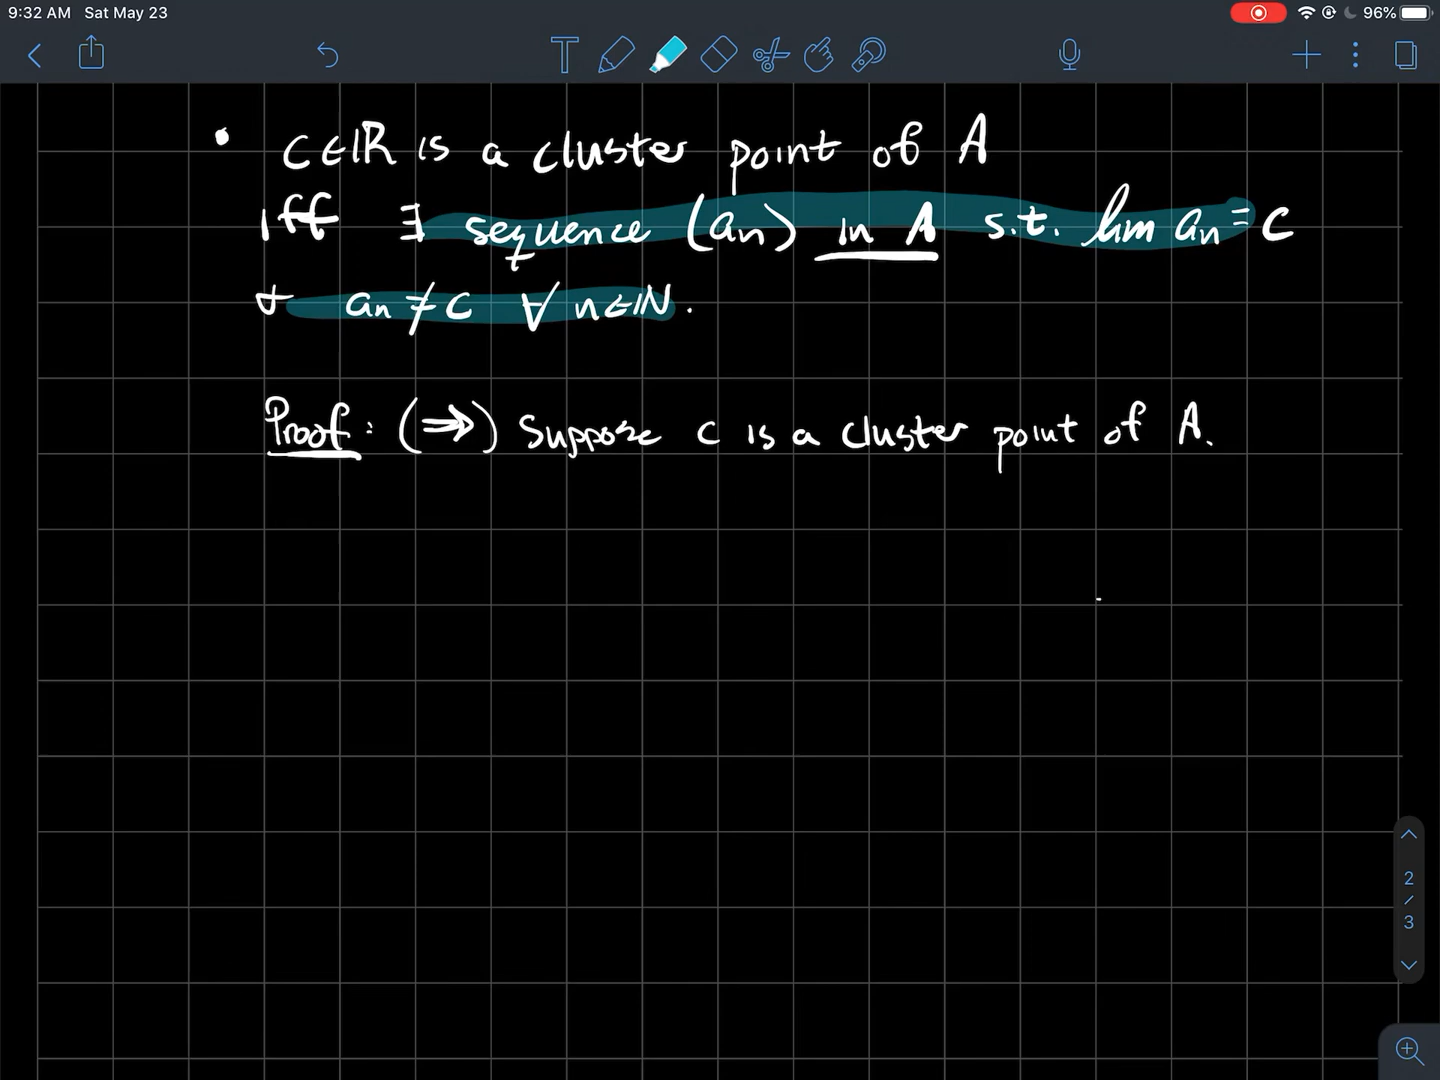 9:32 AM Sat May 23
96%
• C∈ℝ is a cluster point of A
iff ∃ sequence (an) in A s.t. lim an = C
& an ≠ C ∀ n∈ℕ.
Proof: (⇒) Suppose c is a cluster point of A.
2
/
3